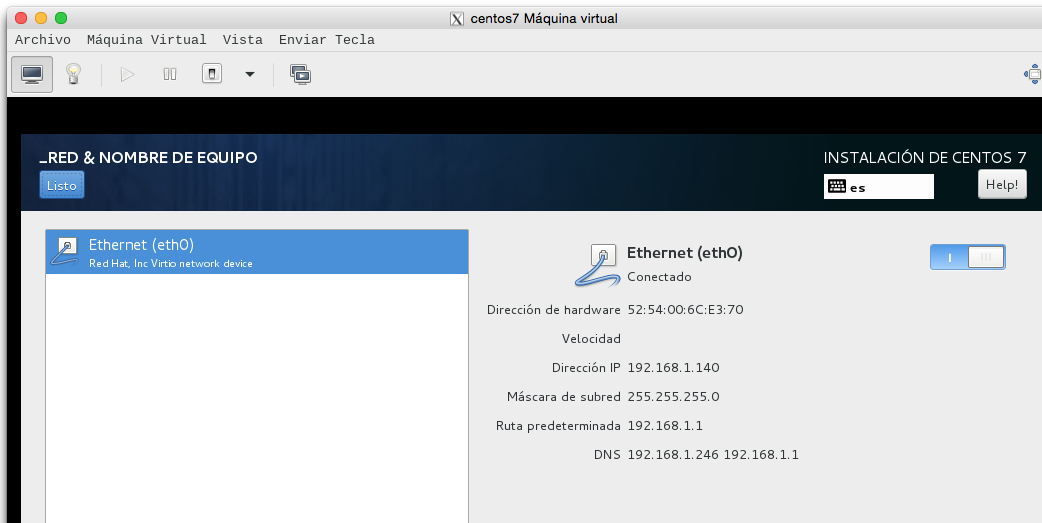 centos7 Máquina virtual
Archivo Máquina Virtual Vista Enviar Tecla
_RED & NOMBRE DE EQUIPO
Listo
INSTALACIÓN DE CENTOS 7
es
Help!
Ethernet (eth0)
Red Hat, Inc Virtio network device
Ethernet (eth0)
Conectado
Dirección de hardware 52:54:00:6C:E3:70
Velocidad
Dirección IP 192.168.1.140
Máscara de subred 255.255.255.0
Ruta predeterminada 192.168.1.1
DNS 192.168.1.246 192.168.1.1